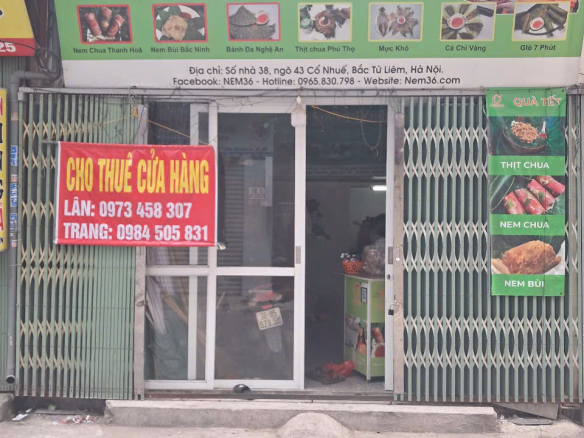 Nem Chua Thanh Hoá
Nem Bùi Bắc Ninh
Bánh Đa Nghệ An
Thịt chua Phú Thọ
Mực Khô
Cá Chỉ Vàng
Giò 7 Phút
Địa chỉ: Số nhà 38, ngõ 43 Cổ Nhuế, Bắc Từ Liêm, Hà Nội.
Facebook: NEM36 - Hotline: 0965.830.798 - Website: Nem36.com
25
CHO THUÊ CỬA HÀNG
LÂN: 0973 458 307
TRANG: 0984 505 831
QUÀ TẾT
THỊT CHUA
NEM CHUA
NEM BÙI